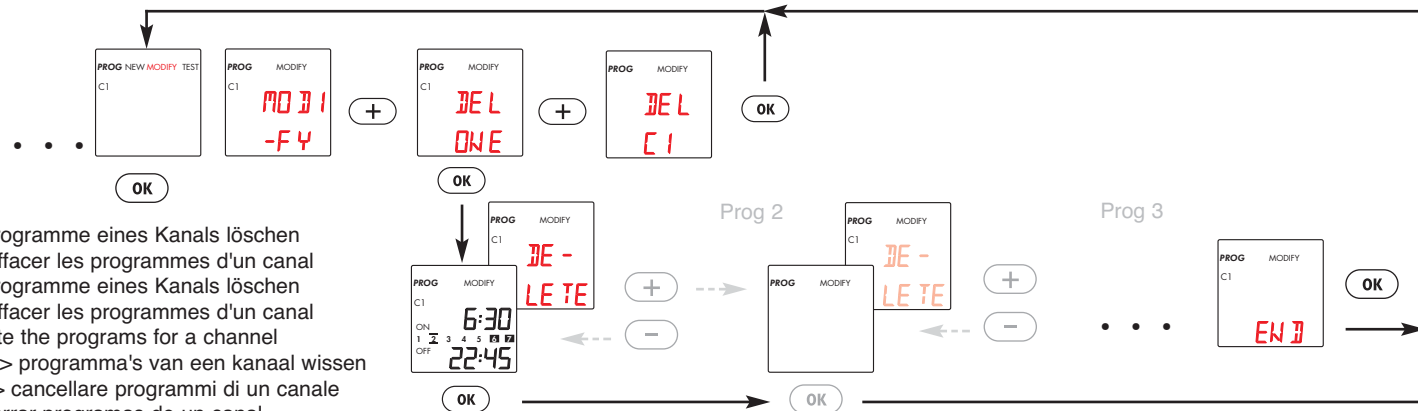 PROG NEW MODIFY TEST
C1
OK
PROG MODIFY
C1
MODI
-FY
+
PROG MODIFY
C1
DEL
ONE
OK
+
PROG MODIFY
DEL
C1
OK
eines Kanals löschen
ffacer les programmes d'un canal
rogramme eines Kanals löschen
ffacer les programmes d'un canal
te the programs for a channel
> programma's van een kanaal wissen
> cancellare programmi di un canale
PROG MODIFY
C1
DE -
LETE
PROG MODIFY
C1
ON 6:30
1 2 3 4 5 6 7
OFF 22:45
OK
+
-
Prog 2
PROG MODIFY
C1
DE -
LETE
PROG MODIFY
OK
+
-
Prog 3
PROG MODIFY
C1
END
OK